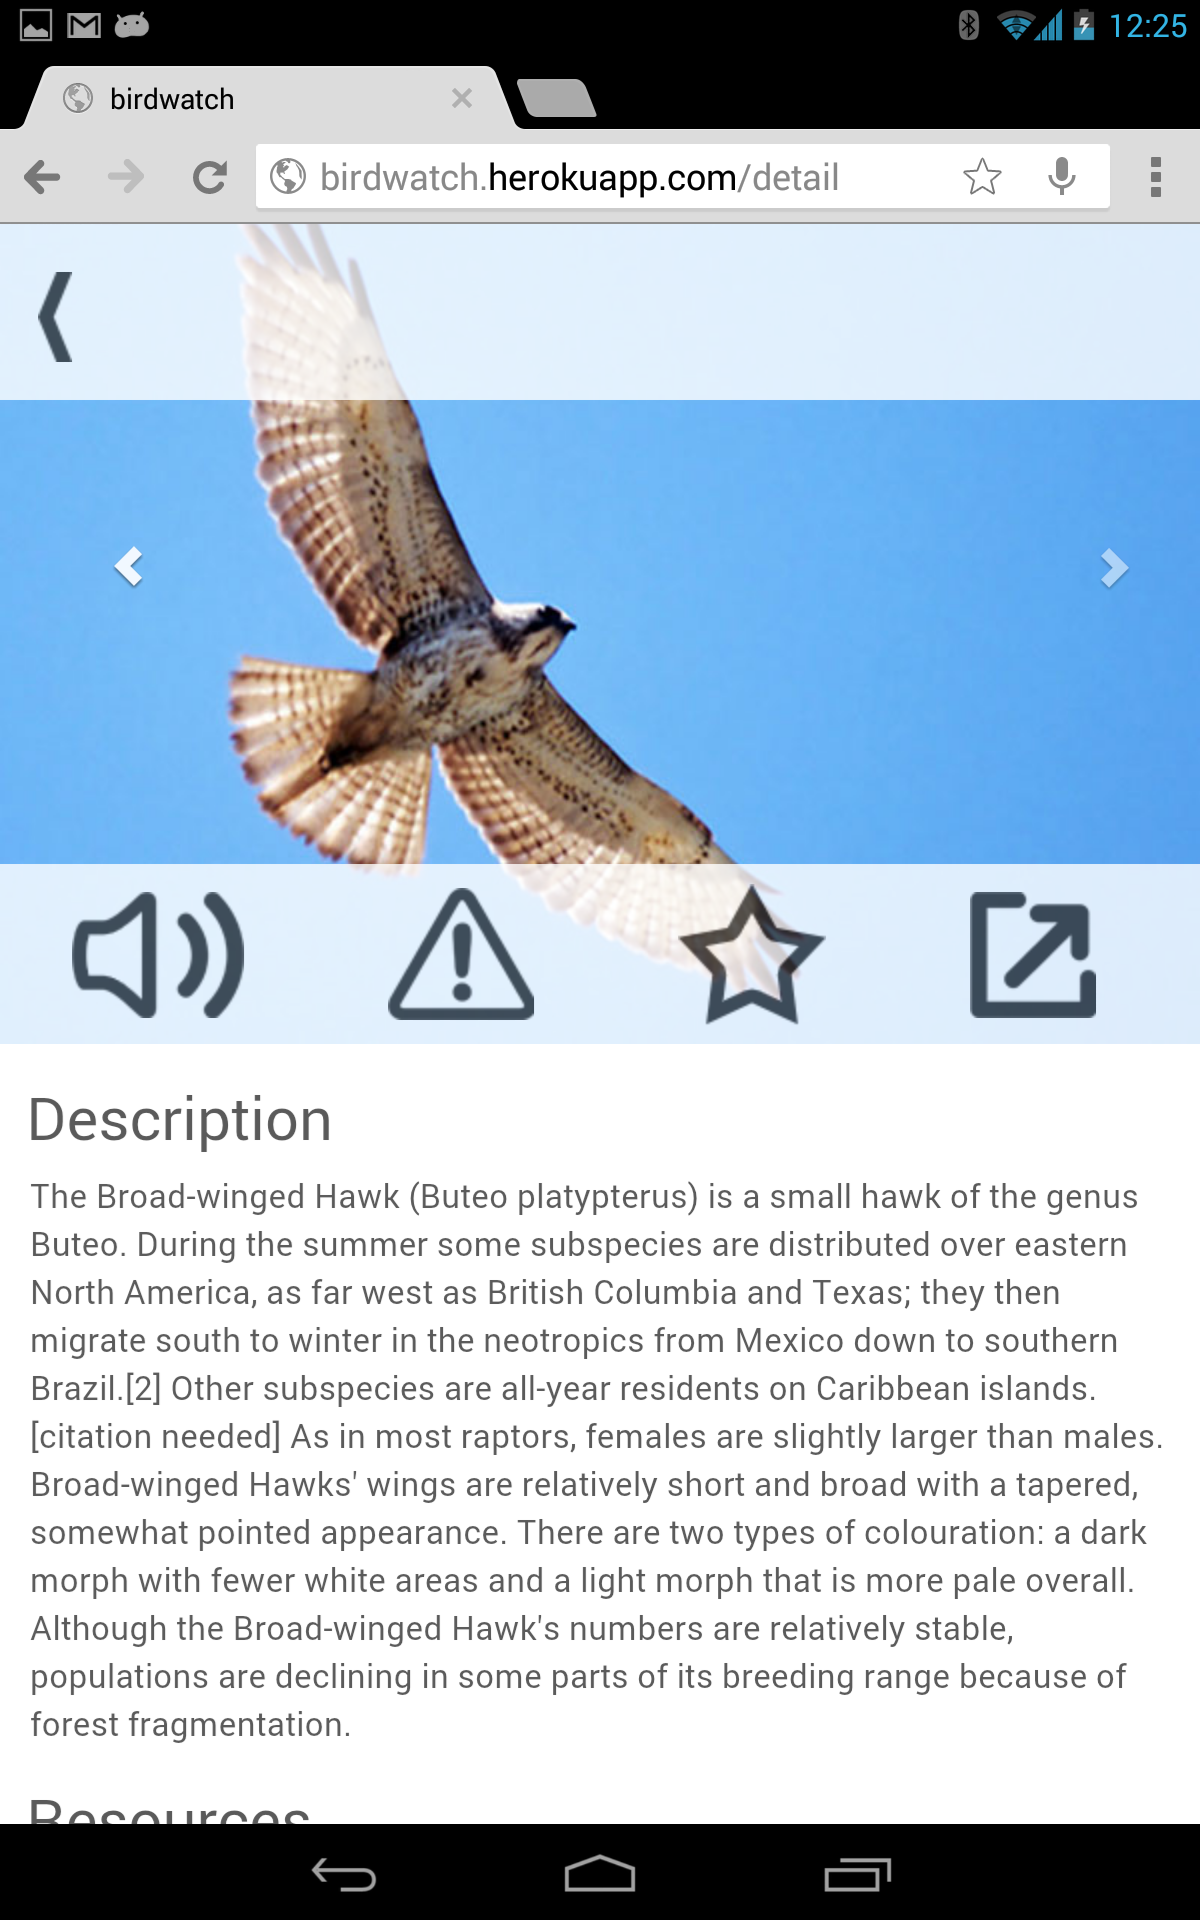 12:25
birdwatch
birdwatch.herokuapp.com/detail
Description
The Broad-winged Hawk (Buteo platypterus) is a small hawk of the genus
Buteo. During the summer some subspecies are distributed over eastern
North America, as far west as British Columbia and Texas; they then
migrate south to winter in the neotropics from Mexico down to southern
Brazil.[2] Other subspecies are all-year residents on Caribbean islands.
[citation needed] As in most raptors, females are slightly larger than males.
Broad-winged Hawks' wings are relatively short and broad with a tapered,
somewhat pointed appearance. There are two types of colouration: a dark
morph with fewer white areas and a light morph that is more pale overall.
Although the Broad-winged Hawk's numbers are relatively stable,
populations are declining in some parts of its breeding range because of
forest fragmentation.
Resources